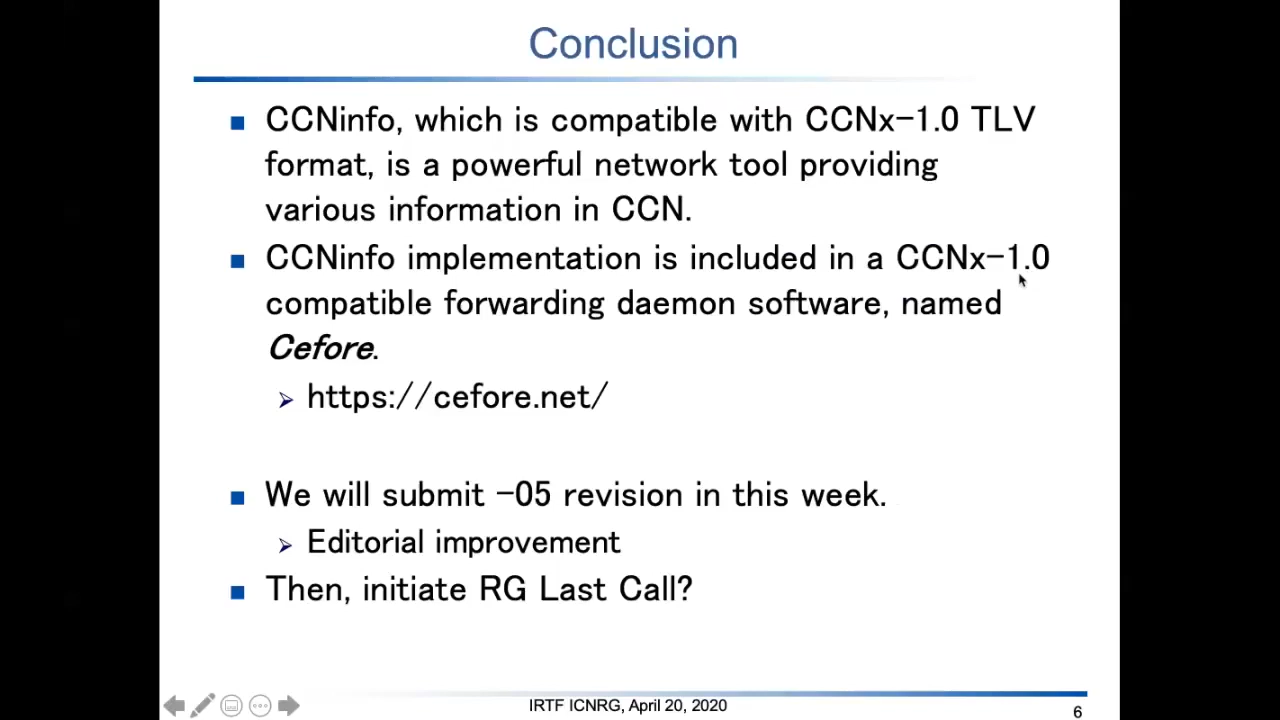 Conclusion
CCNinfo, which is compatible with CCNx-1.0 TLV
format, is a powerful network tool providing
various information in CCN.
CCNinfo implementation is included in a CCNx-1.0
compatible forwarding daemon software, named
Cefore.
https://cefore.net/
We will submit -05 revision in this week.
Editorial improvement
Then, initiate RG Last Call?
IRTF ICNRG, April 20, 2020
6